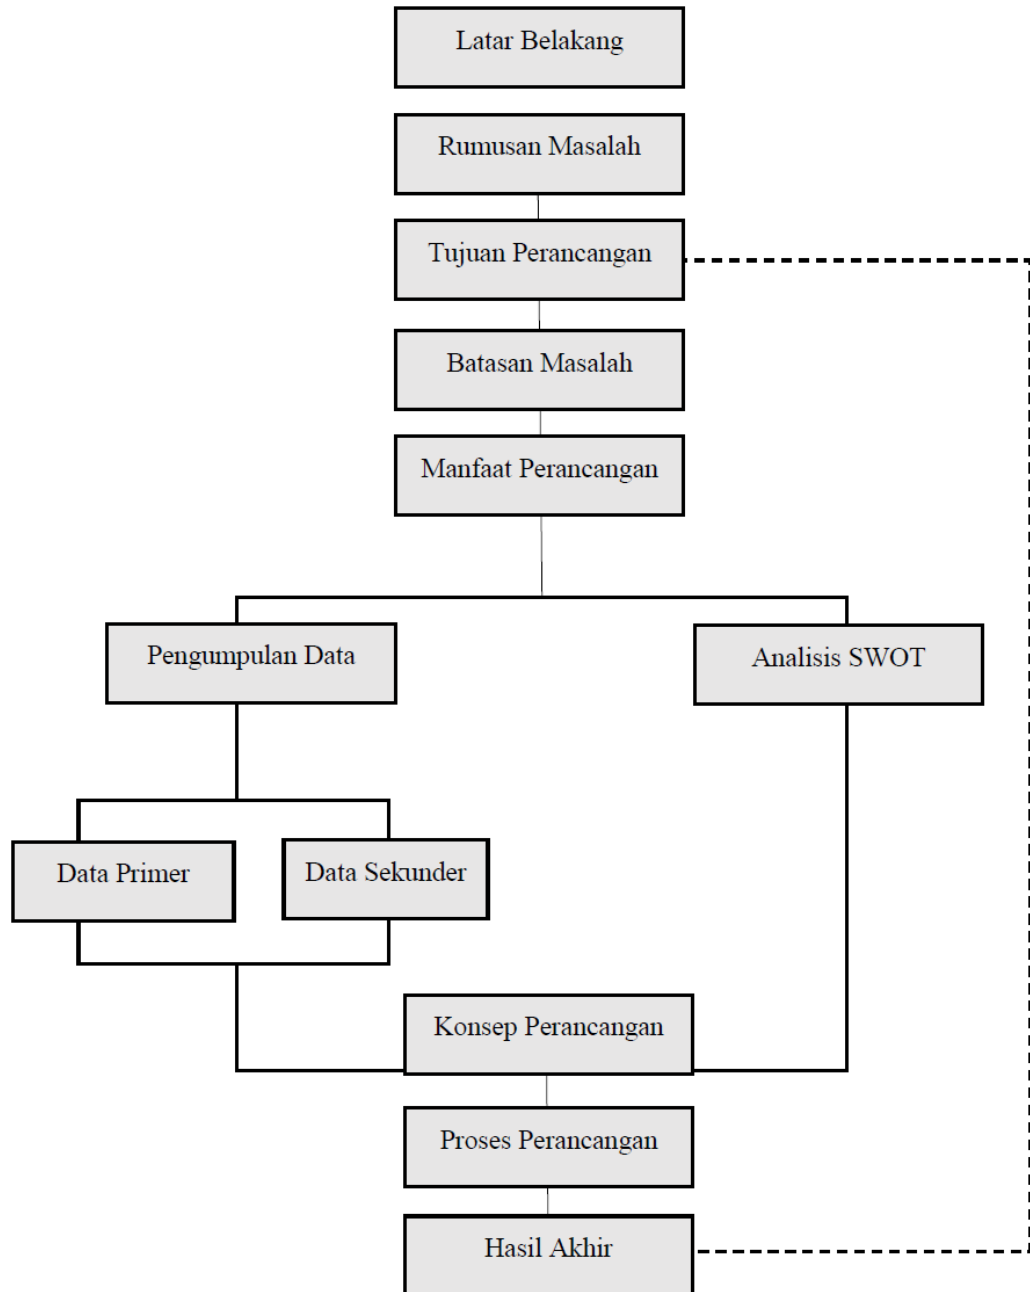 Latar Belakang
Rumusan Masalah
Tujuan Perancangan
Batasan Masalah
Manfaat Perancangan
Pengumpulan Data
Analisis SWOT
Data Primer
Data Sekunder
Konsep Perancangan
Proses Perancangan
Hasil Akhir